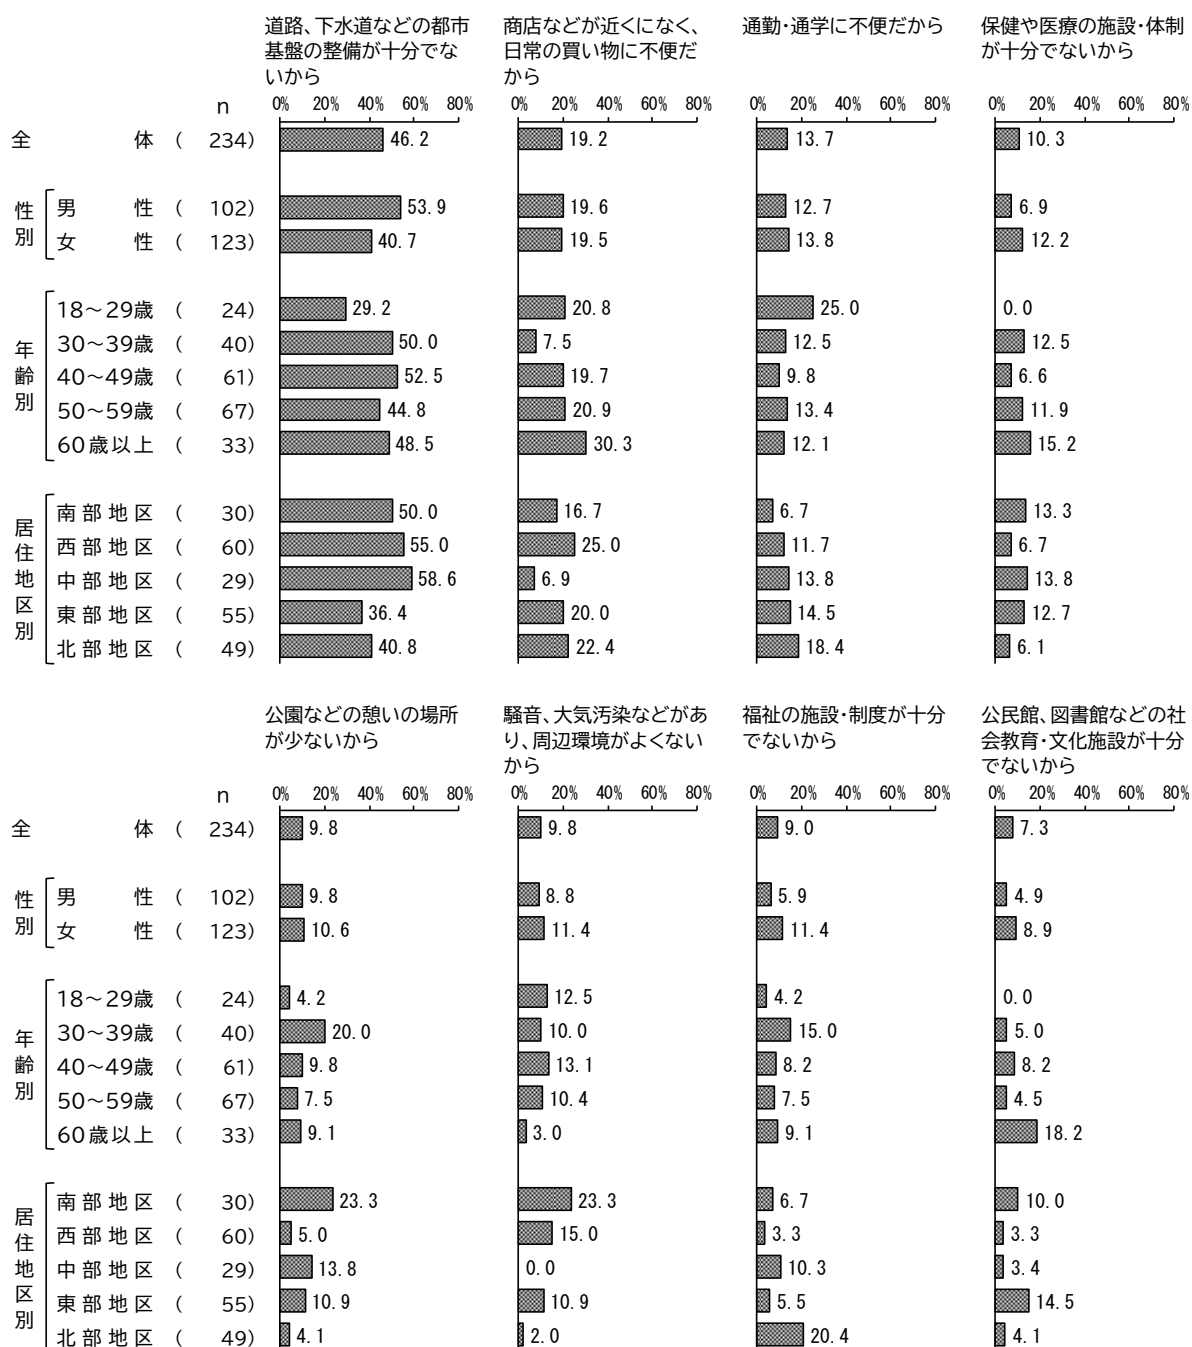 道路、下水道などの都市
基盤の整備が十分でな
いから
商店などが近くになく、
日常の買い物に不便だ
から
通勤・通学に不便だから
保健や医療の施設・体制
が十分でないから
n 0% 20% 40% 60% 80% 0% 20% 40% 60% 80% 0% 20% 40% 60% 80% 0% 20% 40% 60% 80%
全体 ( 234) 46.2 19.2 13.7 10.3
性別
男性 ( 102) 53.9 19.6 12.7 6.9
女性 ( 123) 40.7 19.5 13.8 12.2
年齢別
18～29歳 ( 24) 29.2 20.8 25.0 0.0
30～39歳 ( 40) 50.0 7.5 12.5 12.5
40～49歳 ( 61) 52.5 19.7 9.8 6.6
50～59歳 ( 67) 44.8 20.9 13.4 11.9
60歳以上 ( 33) 48.5 30.3 12.1 15.2
居住地区別
南部地区 ( 30) 50.0 16.7 6.7 13.3
西部地区 ( 60) 55.0 25.0 11.7 6.7
中部地区 ( 29) 58.6 6.9 13.8 13.8
東部地区 ( 55) 36.4 20.0 14.5 12.7
北部地区 ( 49) 40.8 22.4 18.4 6.1
公園などの憩いの場所
が少ないから
騒音、大気汚染などがあ
り、周辺環境がよくない
から
福祉の施設・制度が十分
でないから
公民館、図書館などの社
会教育・文化施設が十分
でないから
n 0% 20% 40% 60% 80% 0% 20% 40% 60% 80% 0% 20% 40% 60% 80% 0% 20% 40% 60% 80%
全体 ( 234) 9.8 9.8 9.0 7.3
性別
男性 ( 102) 9.8 8.8 5.9 4.9
女性 ( 123) 10.6 11.4 11.4 8.9
年齢別
18～29歳 ( 24) 4.2 12.5 4.2 0.0
30～39歳 ( 40) 20.0 10.0 15.0 5.0
40～49歳 ( 61) 9.8 13.1 8.2 8.2
50～59歳 ( 67) 7.5 10.4 7.5 4.5
60歳以上 ( 33) 9.1 3.0 9.1 18.2
居住地区別
南部地区 ( 30) 23.3 23.3 6.7 10.0
西部地区 ( 60) 5.0 15.0 3.3 3.3
中部地区 ( 29) 13.8 0.0 10.3 3.4
東部地区 ( 55) 10.9 10.9 5.5 14.5
北部地区 ( 49) 4.1 2.0 20.4 4.1